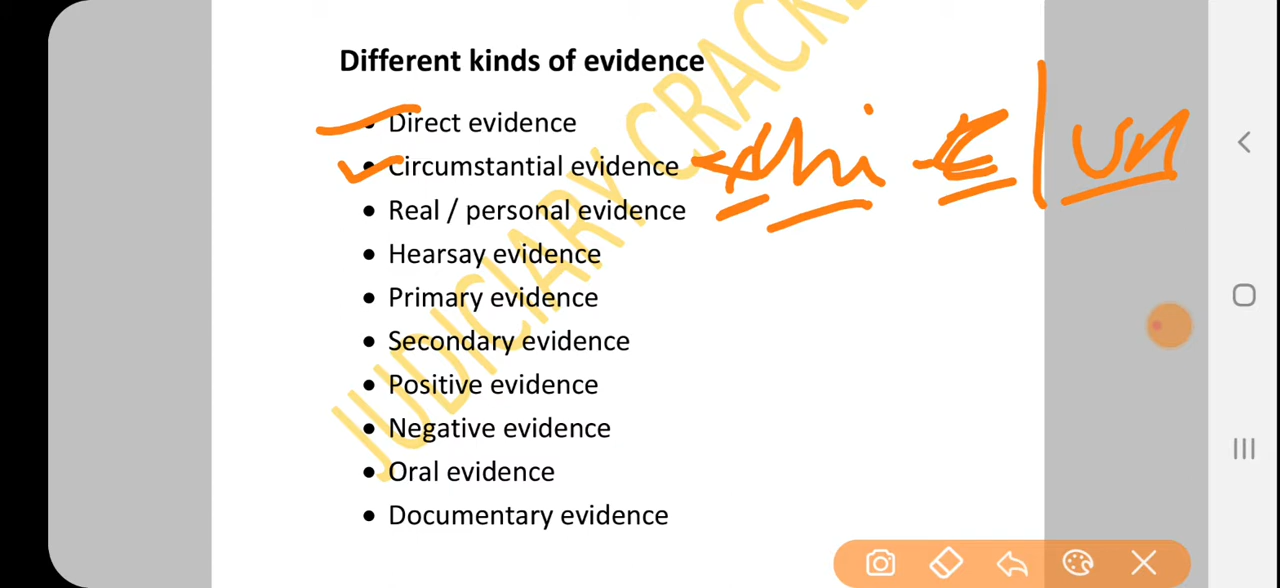 Different kinds of evidence
• Direct evidence
• Circumstantial evidence
• Real / personal evidence
• Hearsay evidence
• Primary evidence
• Secondary evidence
• Positive evidence
• Negative evidence
• Oral evidence
• Documentary evidence